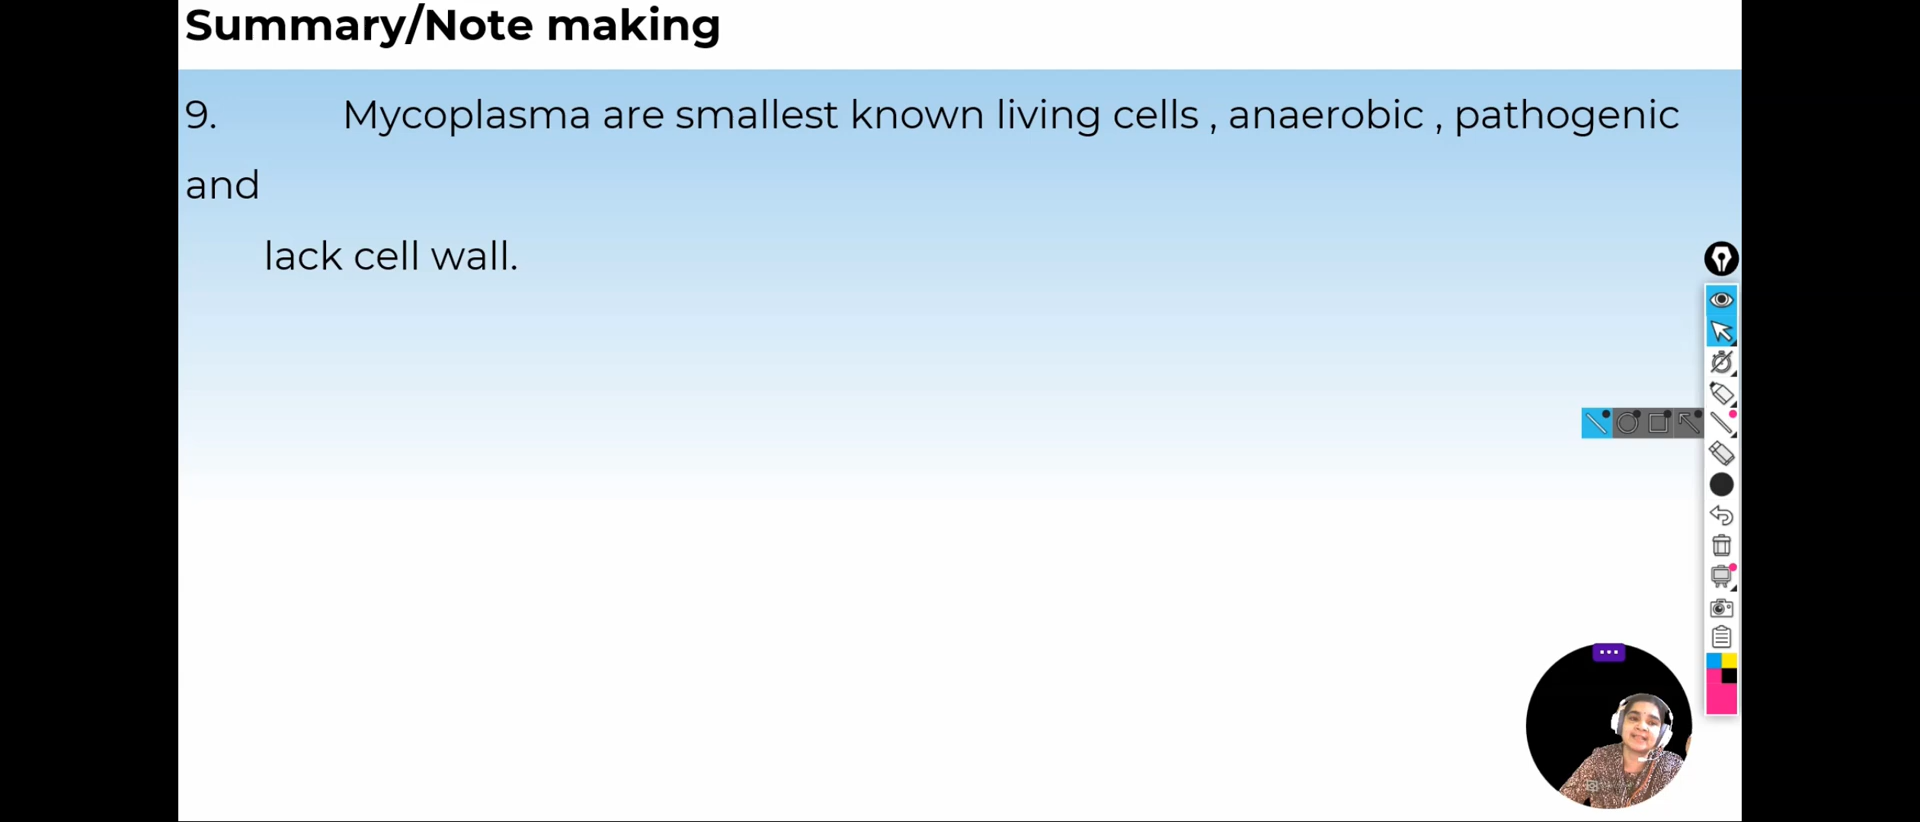 Summary/Note making
9. Mycoplasma are smallest known living cells , anaerobic , pathogenic
and
lack cell wall.